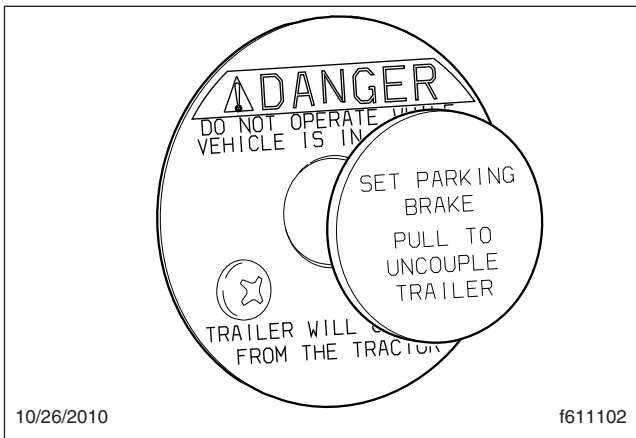 DANGER
DO NOT OPERATE
VEHICLE IS IN
SET PARKING
BRAKE
PULL TO
UNCOUPLE
TRAILER
TRAILER WILL
FROM THE TRACTOR
10/26/2010
f611102